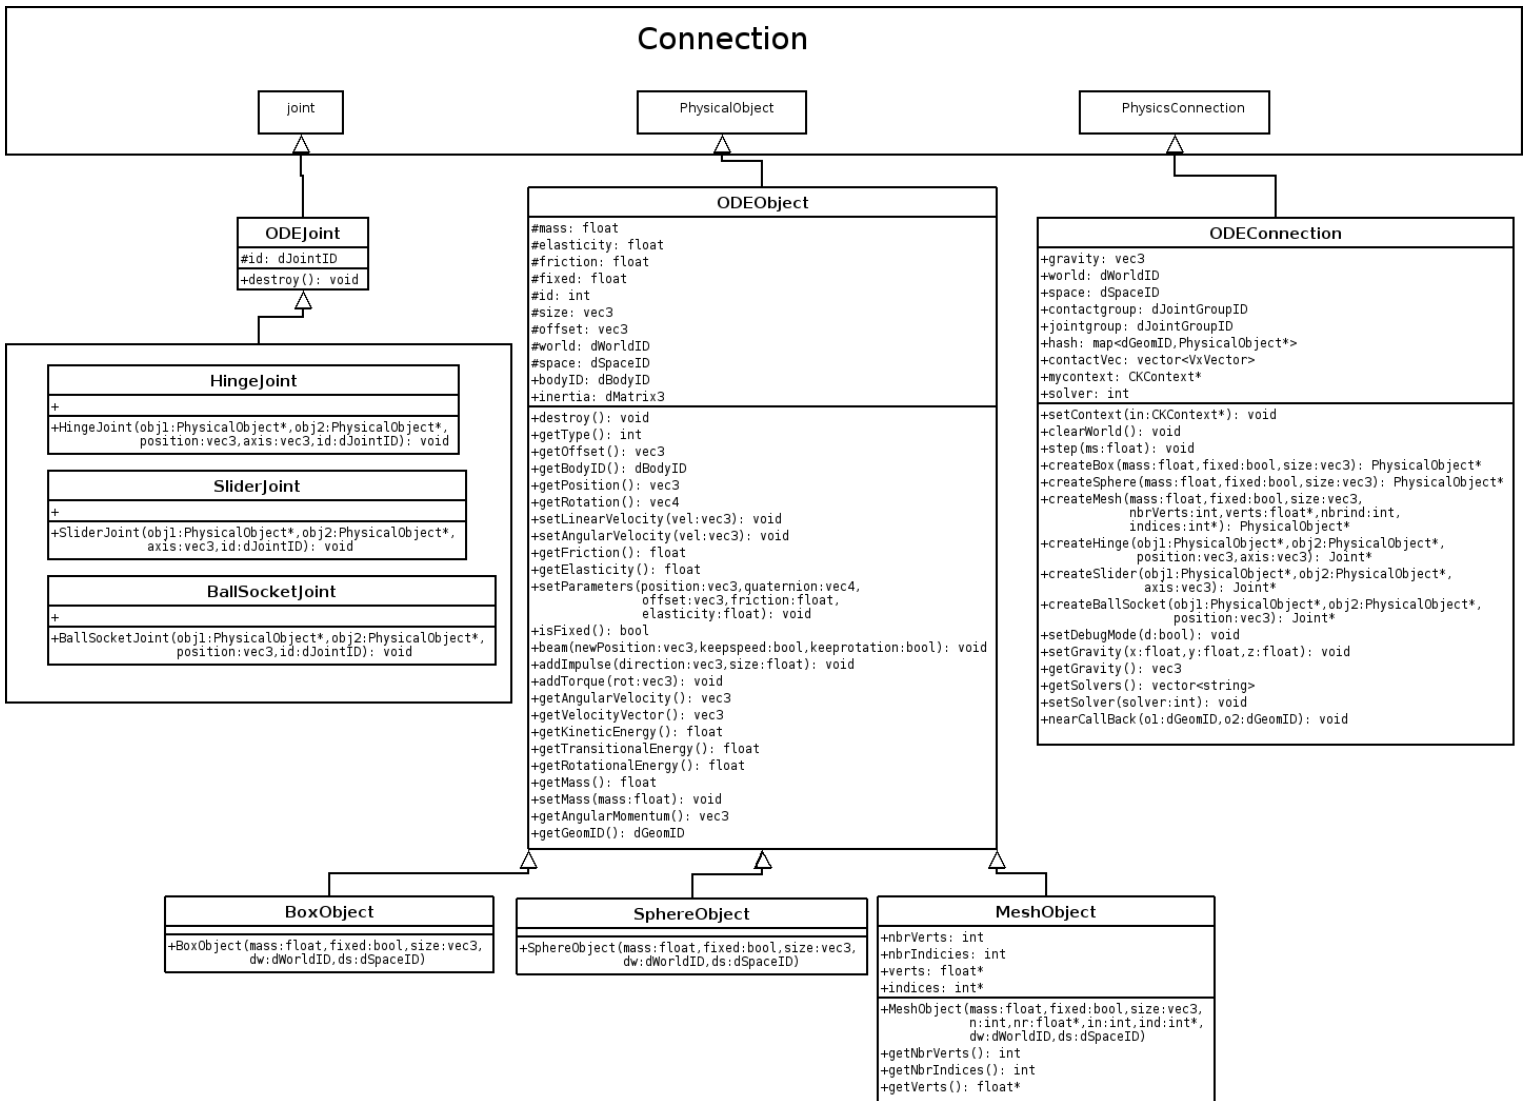 Connection
joint
PhysicalObject
PhysicsConnection
ODEJoint
#id: dJointID
+destroy(): void
HingeJoint
+
+HingeJoint(obj1:PhysicalObject*,obj2:PhysicalObject*,
position:vec3,axis:vec3,id:dJointID): void
SliderJoint
+
+SliderJoint(obj1:PhysicalObject*,obj2:PhysicalObject*,
axis:vec3,id:dJointID): void
BallSocketJoint
+
+BallSocketJoint(obj1:PhysicalObject*,obj2:PhysicalObject*,
position:vec3,id:dJointID): void
ODEObject
#mass: float
#elasticity: float
#friction: float
#fixed: float
#id: int
#size: vec3
#offset: vec3
#world: dWorldID
#space: dSpaceID
+bodyID: dBodyID
+inertia: dMatrix3
+destroy(): void
+getType(): int
+getOffset(): vec3
+getBodyID(): dBodyID
+getPosition(): vec3
+getRotation(): vec4
+setLinearVelocity(vel:vec3): void
+setAngularVelocity(vel:vec3): void
+getFriction(): float
+getElasticity(): float
+setParameters(position:vec3,quaternion:vec4,
offset:vec3,friction:float,
elasticity:float): void
+isFixed(): bool
+beam(newPosition:vec3,keepspeed:bool,keeprotation:bool): void
+addImpulse(direction:vec3,size:float): void
+addTorque(rot:vec3): void
+getAngularVelocity(): vec3
+getVelocityVector(): vec3
+getKineticEnergy(): float
+getTransitionalEnergy(): float
+getRotationalEnergy(): float
+getMass(): float
+setMass(mass:float): void
+getAngularMomentum(): vec3
+getGeomID(): dGeomID
ODEConnection
+gravity: vec3
+world: dWorldID
+space: dSpaceID
+contactgroup: dJointGroupID
+jointgroup: dJointGroupID
+hash: map<dGeomID,PhysicalObject*>
+contactVec: vector<VxVector>
+mycontext: CKContext*
+solver: int
+setContext(in:CKContext*): void
+clearWorld(): void
+step(ms:float): void
+createBox(mass:float,fixed:bool,size:vec3): PhysicalObject*
+createSphere(mass:float,fixed:bool,size:vec3): PhysicalObject*
+createMesh(mass:float,fixed:bool,size:vec3,
nbrVerts:int,verts:float*,nbrind:int,
indices:int*): PhysicalObject*
+createHinge(obj1:PhysicalObject*,obj2:PhysicalObject*,
position:vec3,axis:vec3): Joint*
+createSlider(obj1:PhysicalObject*,obj2:PhysicalObject*,
axis:vec3): Joint*
+createBallSocket(obj1:PhysicalObject*,obj2:PhysicalObject*,
position:vec3): Joint*
+setDebugMode(d:bool): void
+setGravity(x:float,y:float,z:float): void
+getGravity(): vec3
+getSolvers(): vector<string>
+setSolver(solver:int): void
+nearCallBack(o1:dGeomID,o2:dGeomID): void
BoxObject
+BoxObject(mass:float,fixed:bool,size:vec3,
dw:dWorldID,ds:dSpaceID)
SphereObject
+SphereObject(mass:float,fixed:bool,size:vec3,
dw:dWorldID,ds:dSpaceID)
MeshObject
+nbrVerts: int
+nbrIndicies: int
+verts: float*
+indices: int*
+MeshObject(mass:float,fixed:bool,size:vec3,
n:int,nr:float*,in:int,ind:int*,
dw:dWorldID,ds:dSpaceID)
+getNbrVerts(): int
+getNbrIndices(): int
+getVerts(): float*